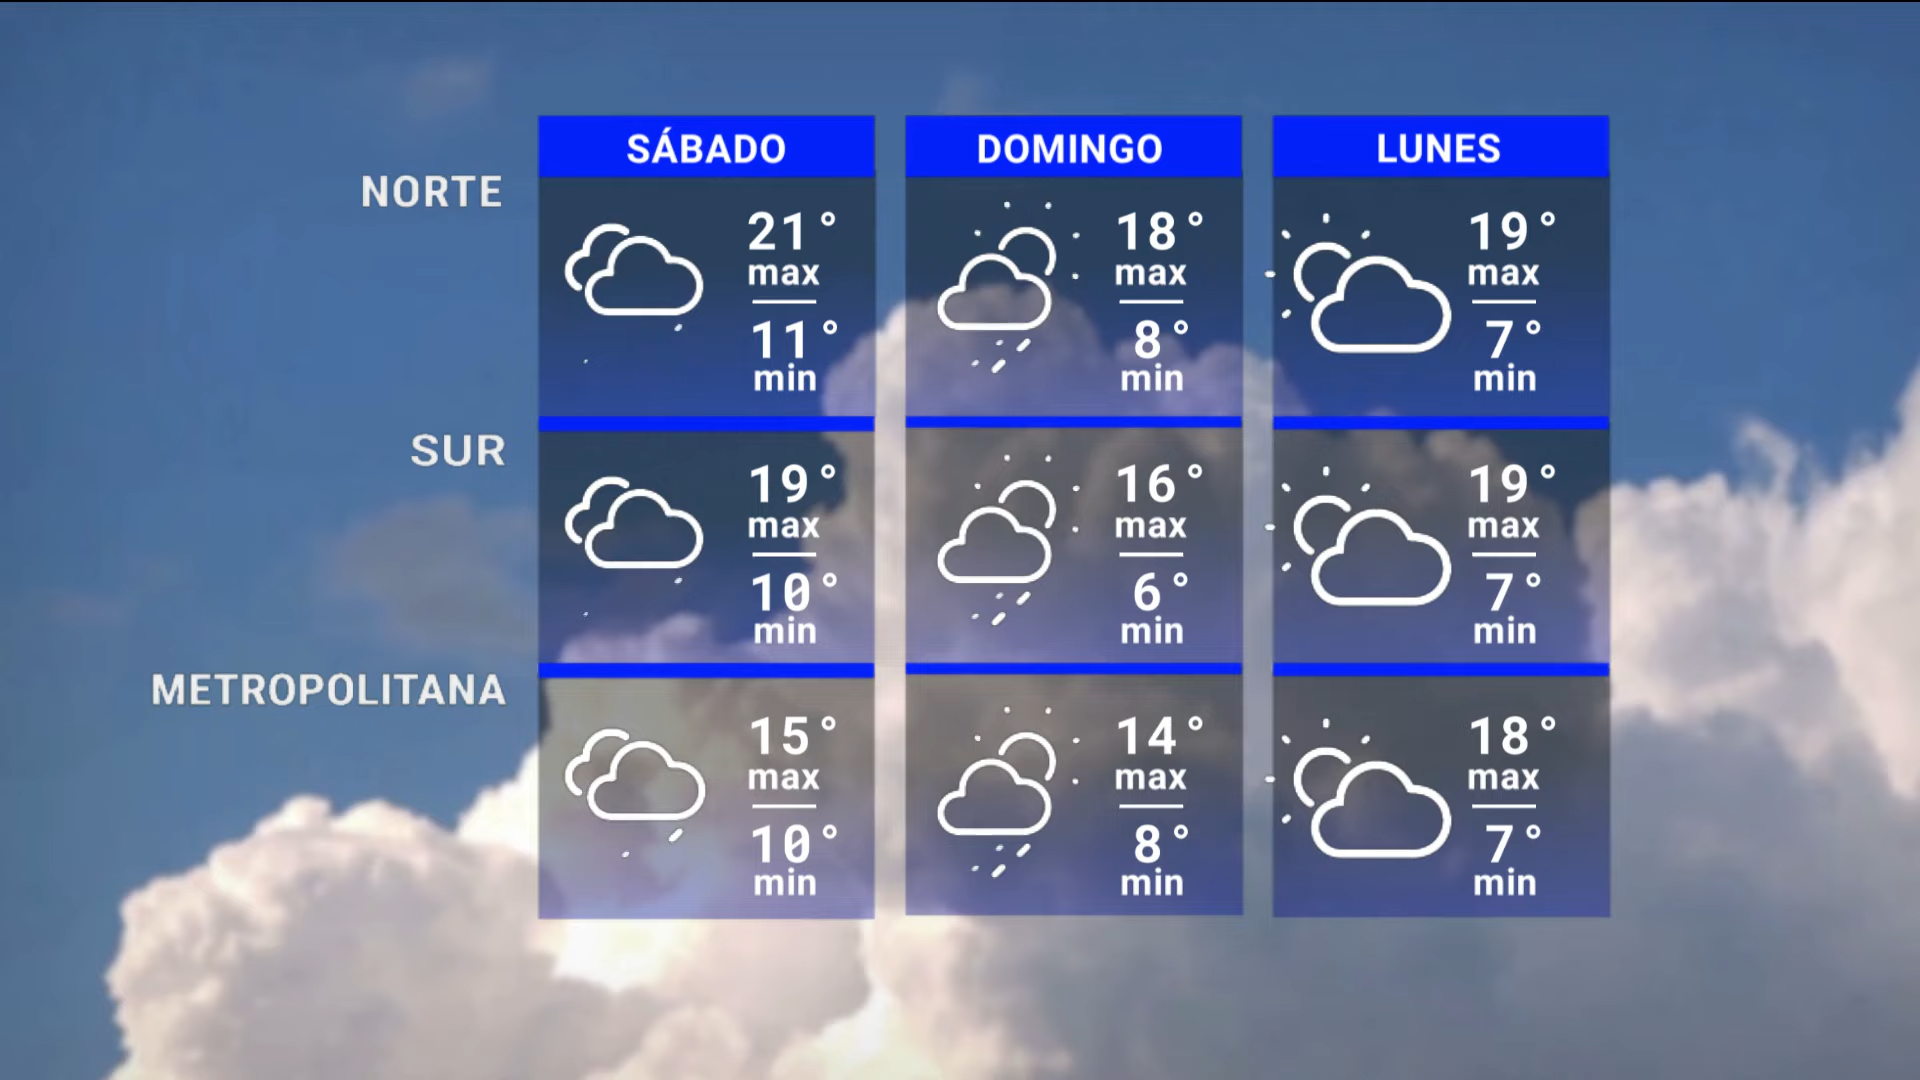 SÁBADO DOMINGO LUNES
NORTE
21° 18° 19°
max max max
11° 8° 7°
min min min
SUR
19° 16° 19°
max max max
10° 6° 7°
min min min
METROPOLITANA
15° 14° 18°
max max max
10° 8° 7°
min min min